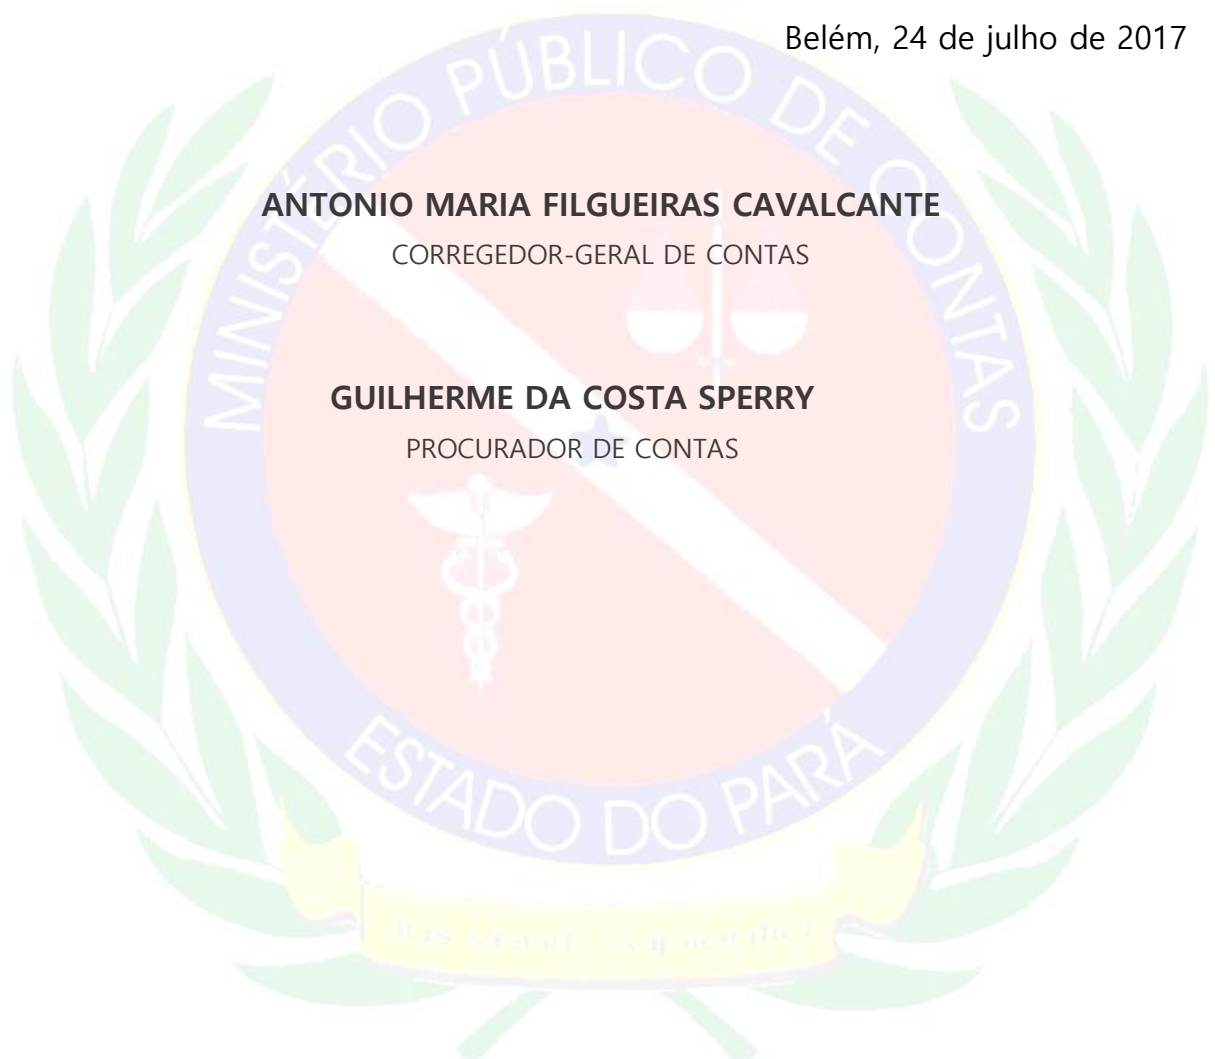 Belém, 24 de julho de 2017
MINISTÉRIO PÚBLICO DE CONTAS
ANTONIO MARIA FILGUEIRAS CAVALCANTE
CORREGEDOR-GERAL DE CONTAS
GUILHERME DA COSTA SPERRY
PROCURADOR DE CONTAS
ESTADO DO PARÁ